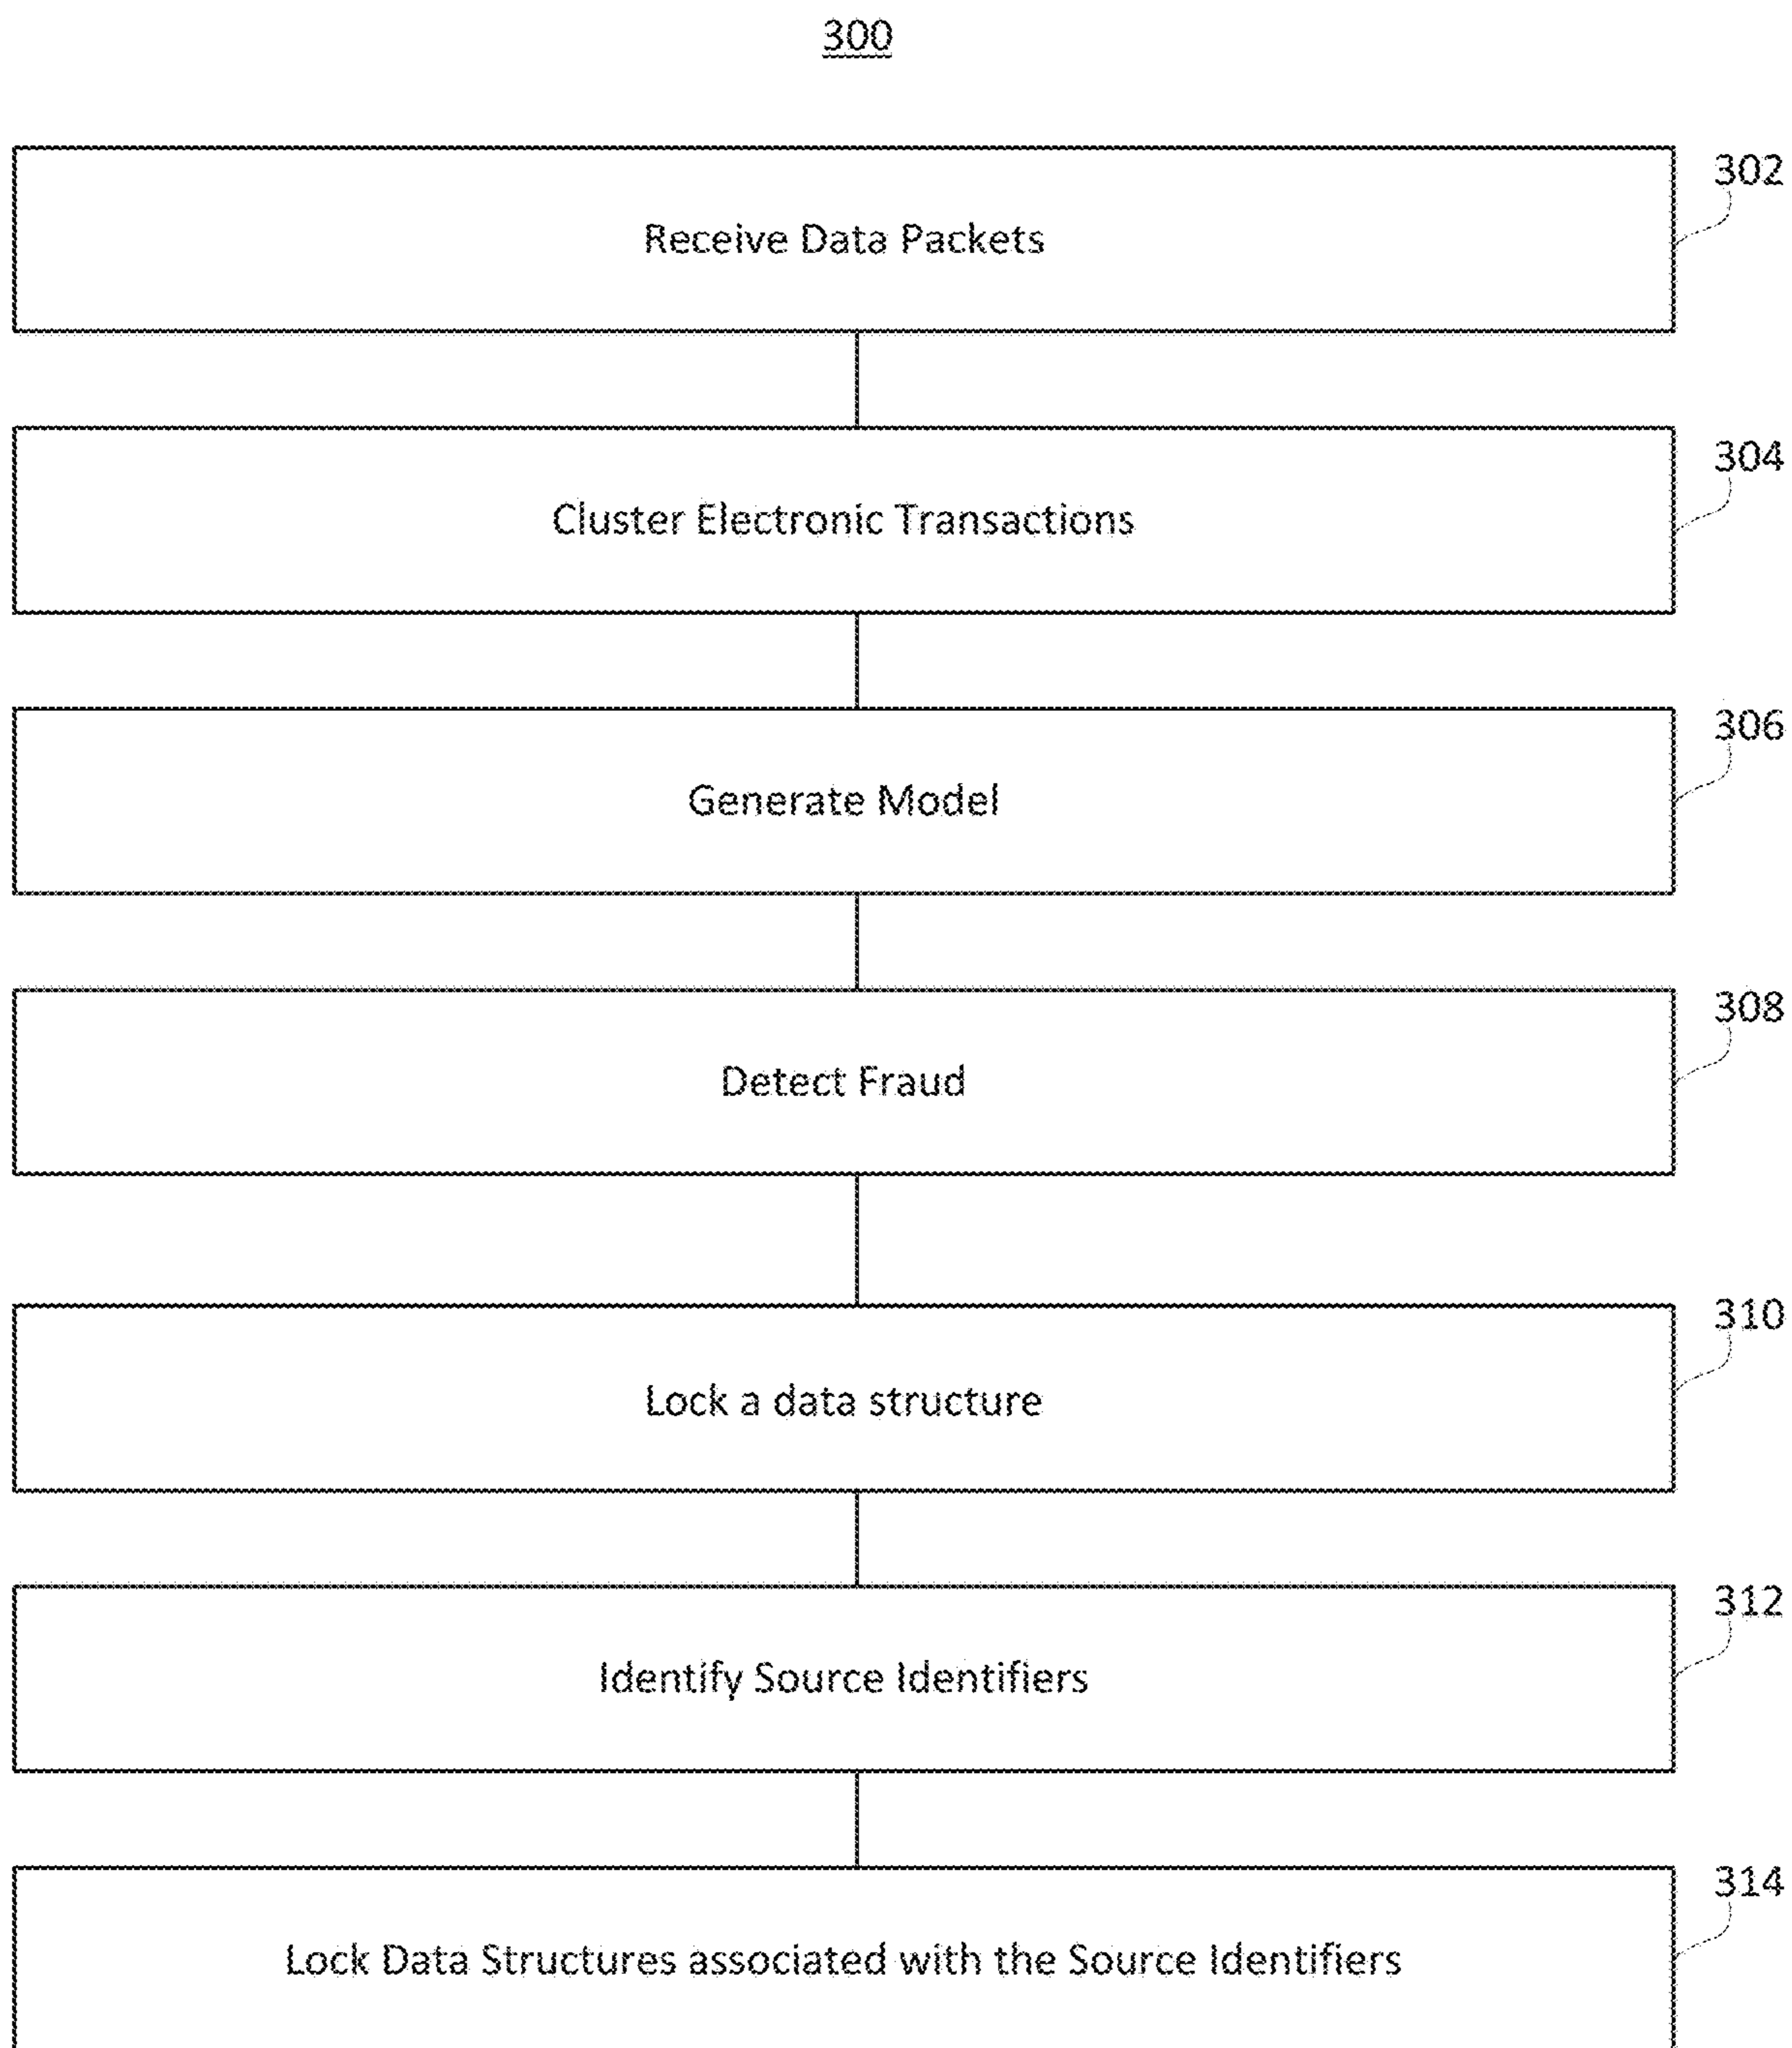 300
302
Receive Data Packets
304
Cluster Electronic Transactions
306
Generate Model
308
Detect Fraud
310
Lock a data structure
312
Identify Source Identifiers
314
Lock Data Structures associated with the Source Identifiers